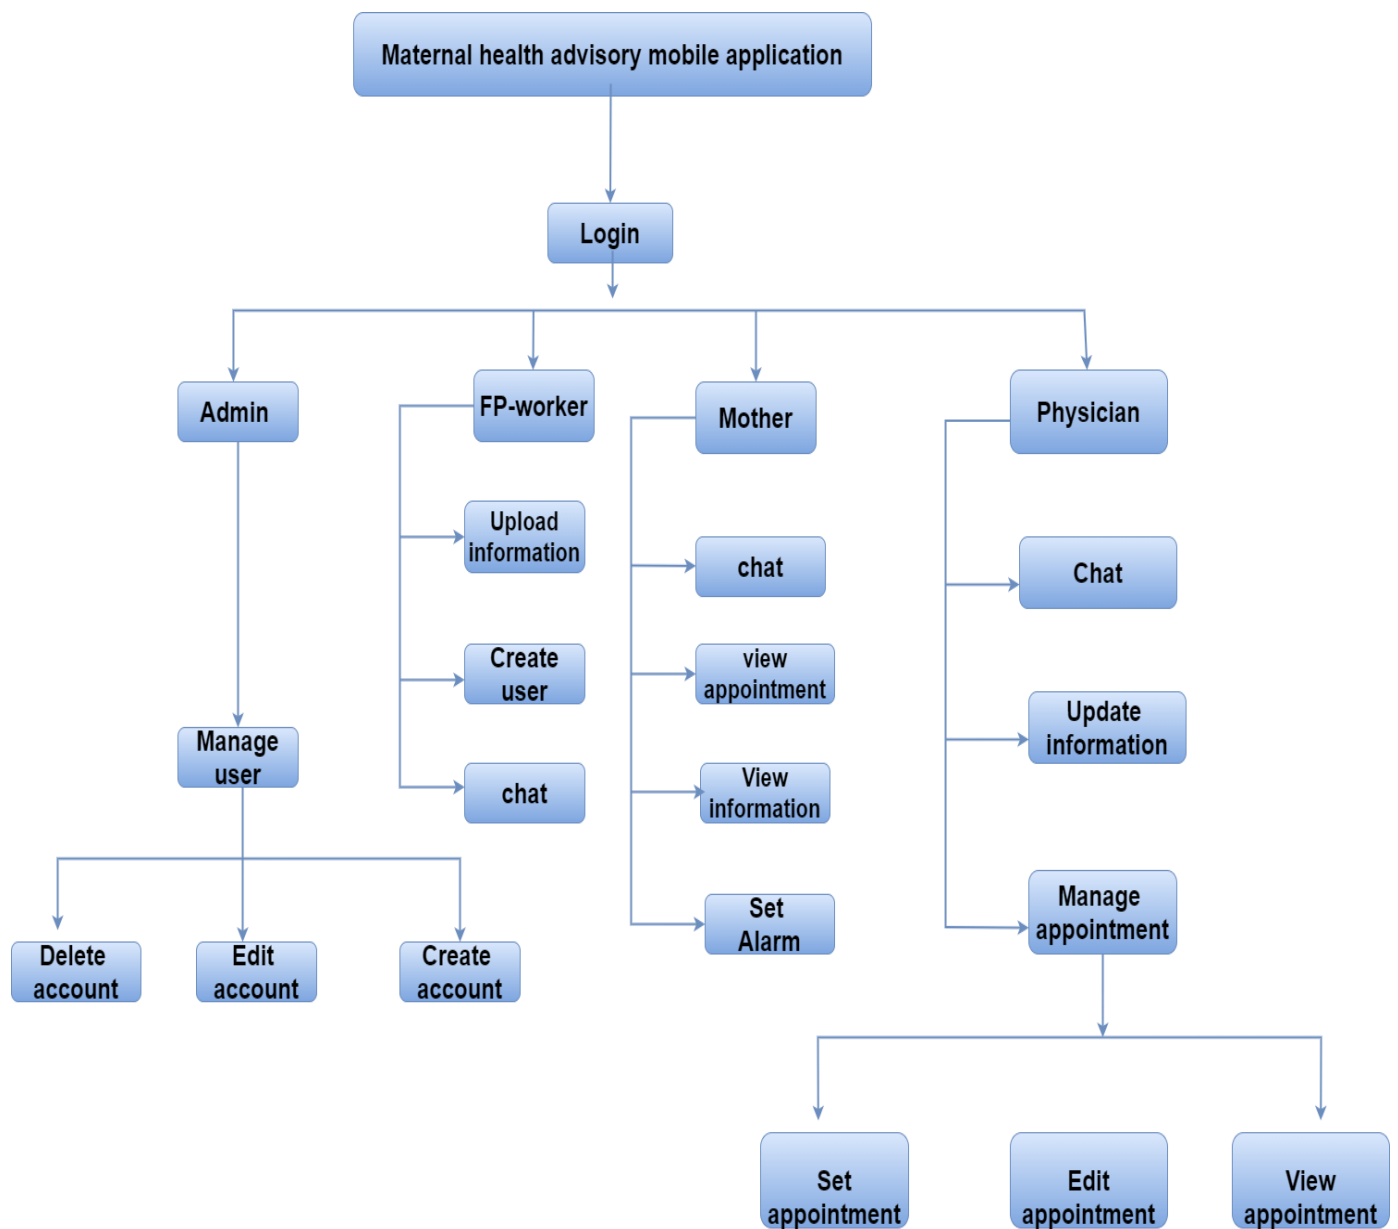 Maternal health advisory mobile application
Login
Admin
FP-worker
Mother
Physician
Upload
information
chat
Chat
Create
user
view
appointment
Update
information
Manage
user
chat
View
information
Set
Alarm
Manage
appointment
Delete
account
Edit
account
Create
account
Set
appointment
Edit
appointment
View
appointment